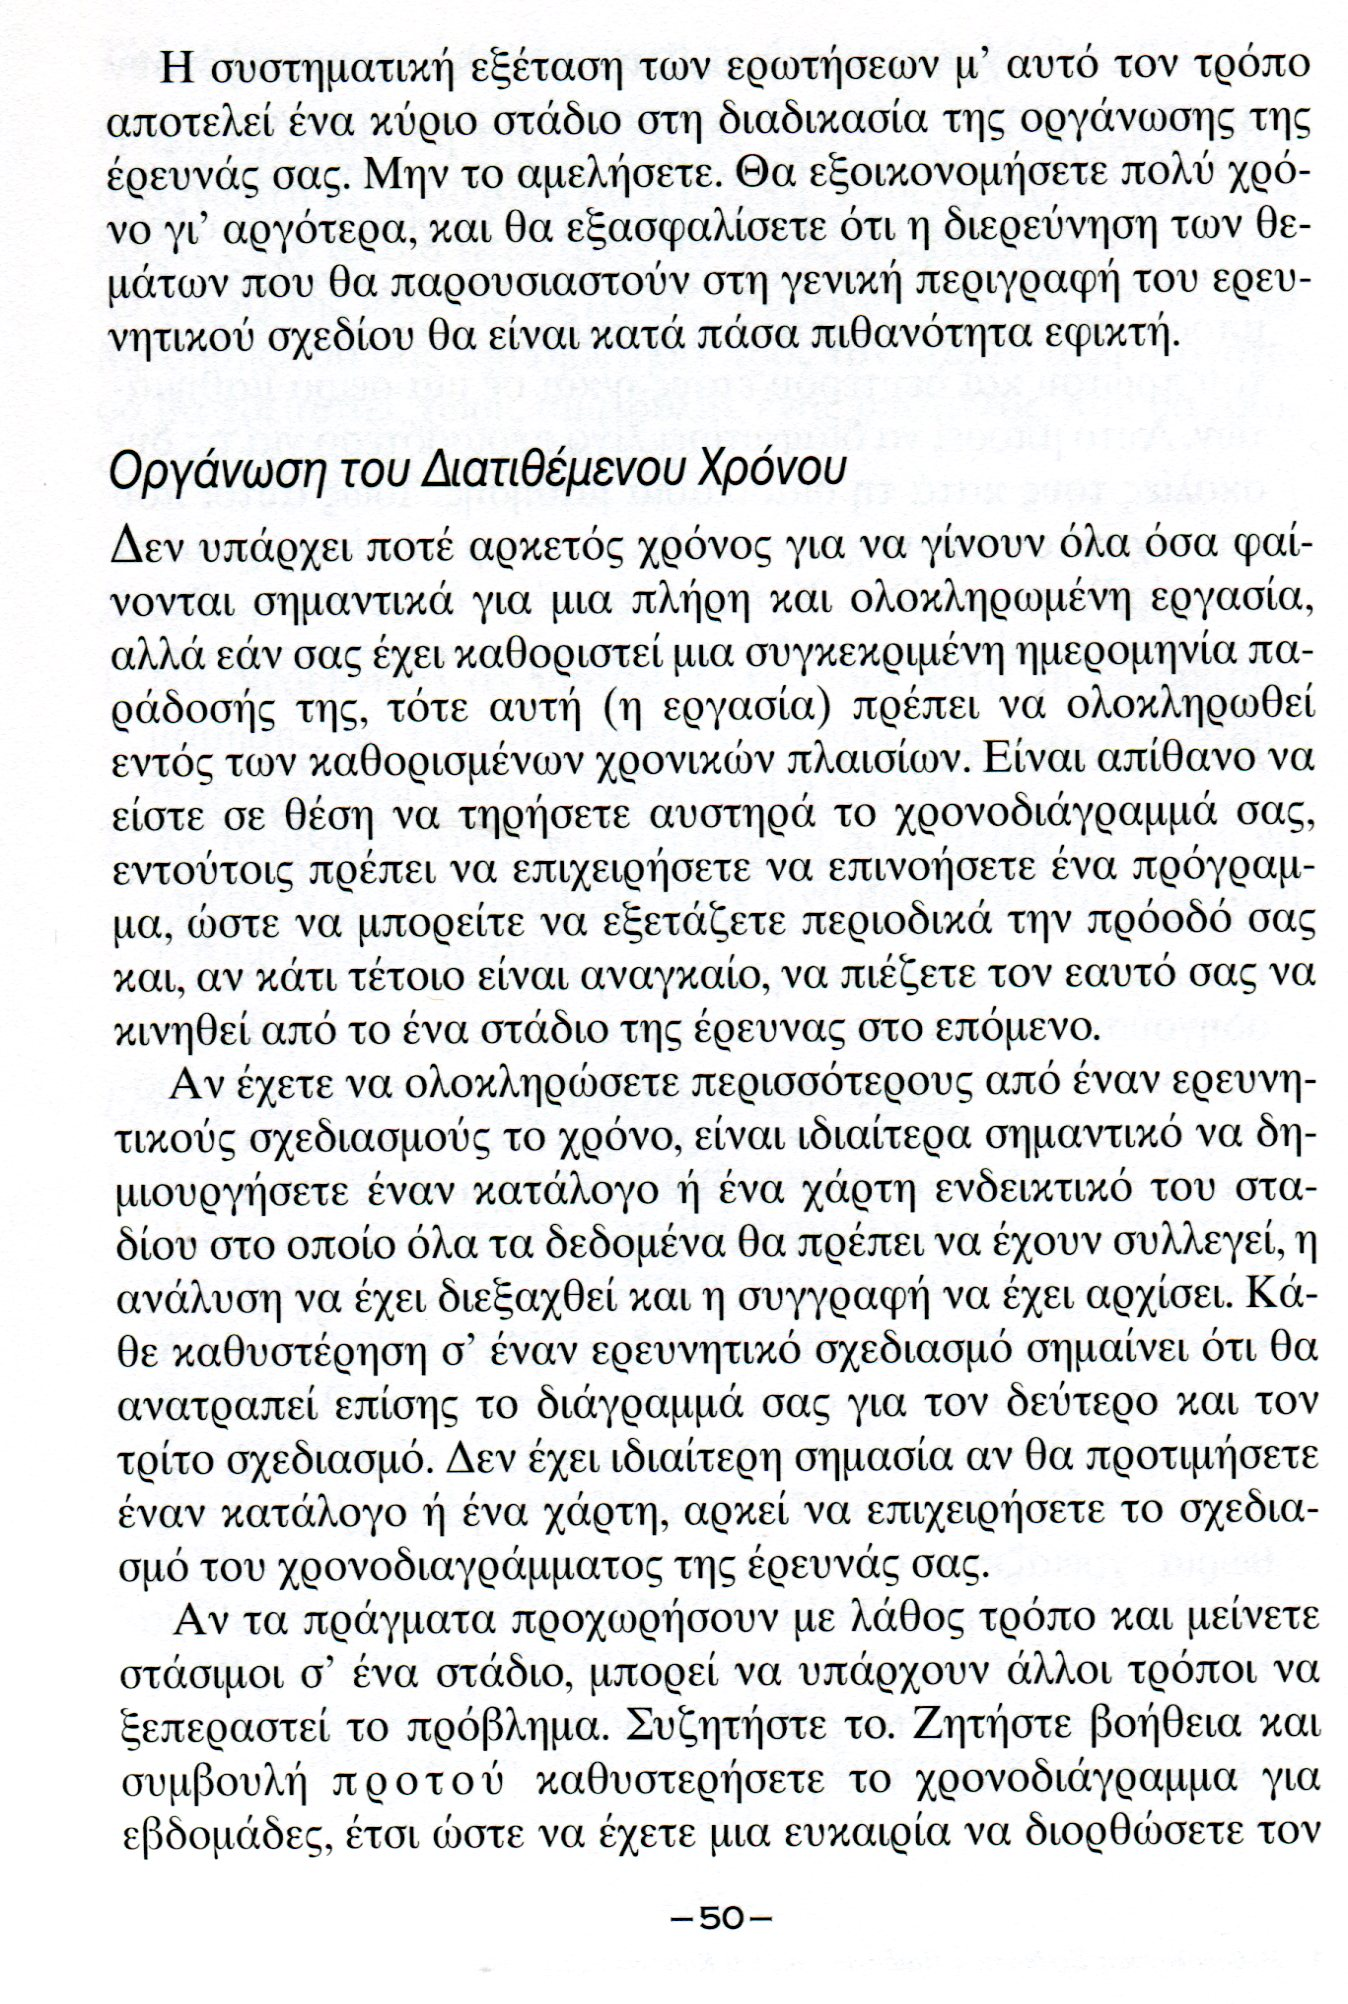 Η συστηματική εξέταση των ερωτήσεων μ’ αυτό τον τρόπο
αποτελεί ένα κύριο στάδιο στη διαδικασία της οργάνωσης της
έρευνάς σας. Μην το αμελήσετε. Θα εξοικονομήσετε πολύ χρό-
νο γι’ αργότερα, και θα εξασφαλίσετε ότι η διερεύνηση των θε-
μάτων που θα παρουσιαστούν στη γενική περιγραφή του ερευ-
νητικού σχεδίου θα είναι κατά πάσα πιθανότητα εφικτή.
Οργάνωση του Διατιθέμενου Χρόνου
Δεν υπάρχει ποτέ αρκετός χρόνος για να γίνουν όλα όσα φαί-
νονται σημαντικά για μια πλήρη και ολοκληρωμένη εργασία,
αλλά εάν σας έχει καθοριστεί μια συγκεκριμένη ημερομηνία πα-
ράδοσής της, τότε αυτή (η εργασία) πρέπει να ολοκληρωθεί
εντός των καθορισμένων χρονικών πλαισίων. Είναι απίθανο να
είστε σε θέση να τηρήσετε αυστηρά το χρονοδιάγραμμά σας,
εντούτοις πρέπει να επιχειρήσετε να επινοήσετε ένα πρόγραμ-
μα, ώστε να μπορείτε να εξετάζετε περιοδικά την πρόοδό σας
και, αν κάτι τέτοιο είναι αναγκαίο, να πιέζετε τον εαυτό σας να
κινηθεί από το ένα στάδιο της έρευνας στο επόμενο.
Αν έχετε να ολοκληρώσετε περισσότερους από έναν ερευνη-
τικούς σχεδιασμούς το χρόνο, είναι ιδιαίτερα σημαντικό να δη-
μιουργήσετε έναν κατάλογο ή ένα χάρτη ενδεικτικό του στα-
δίου στο οποίο όλα τα δεδομένα θα πρέπει να έχουν συλλεγεί, η
ανάλυση να έχει διεξαχθεί και η συγγραφή να έχει αρχίσει. Κά-
θε καθυστέρηση σ’ έναν ερευνητικό σχεδιασμό σημαίνει ότι θα
ανατραπεί επίσης το διάγραμμά σας για τον δεύτερο και τον
τρίτο σχεδιασμό. Δεν έχει ιδιαίτερη σημασία αν θα προτιμήσετε
έναν κατάλογο ή ένα χάρτη, αρκεί να επιχειρήσετε το σχεδια-
σμό του χρονοδιαγράμματος της έρευνάς σας.
Αν τα πράγματα προχωρήσουν με λάθος τρόπο και μείνετε
στάσιμοι σ’ ένα στάδιο, μπορεί να υπάρχουν άλλοι τρόποι να
ξεπεραστεί το πρόβλημα. Συζητήστε το. Ζητήστε βοήθεια και
συμβουλή προτού καθυστερήσετε το χρονοδιάγραμμα για
εβδομάδες, έτσι ώστε να έχετε μια ευκαιρία να διορθώσετε τον
–50–